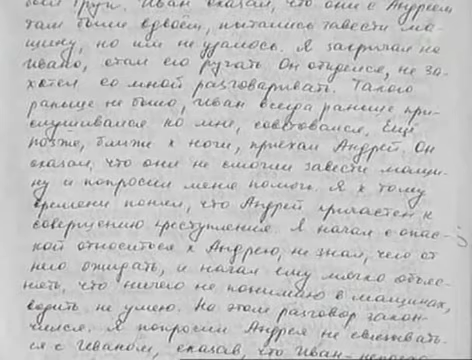 был труп. Иван сказал, что они с Андреем
там были вдвоём, пытались завести ма-
шину, но им не удалось. Я закричал на
Ивана, стал его ругать. Он обиделся, не за-
хотел со мной разговаривать. Такого
раньше не было, Иван всегда раньше при-
слушивался ко мне, советовался. Ещё
позже, ближе к ночи, приехал Андрей. Он
сказал, что они не смогли завести маши-
ну и попросил меня помочь. Я к тому
времени понял, что Андрей причастен к
совершению преступления. Я начал с опас-
кой относиться к Андрею, не зная, чего от
него ожидать, и начал ему мягко объяс-
нять, что ничего не понимаю в машинах,
водить не умею. На этом разговор закон-
чился. Я попросил Андрея не связывать-
ся с Иваном, сказав, что Иван